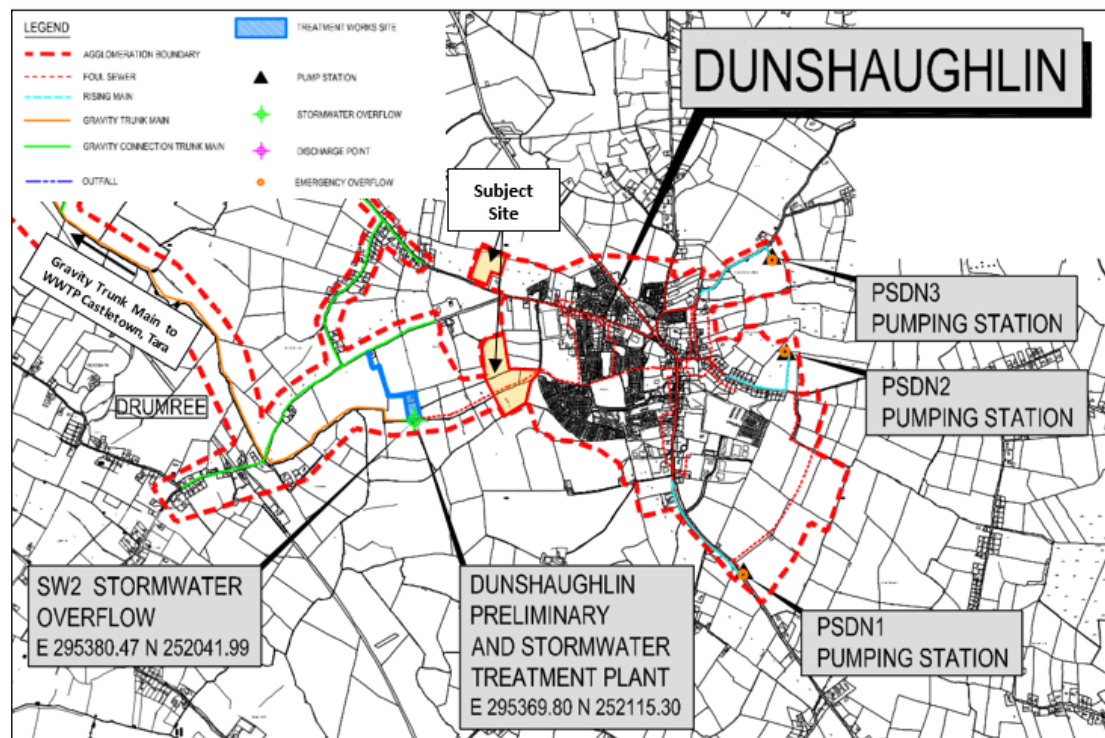 LEGEND
AGGLOMERATION BOUNDARY
FOUL SEWER
RISING MAIN
GRAVITY TRUNK MAIN
GRAVITY CONNECTION TRUNK MAIN
OUTFALL
TREATMENT WORKS SITE
PUMP STATION
STORMWATER OVERFLOW
DISCHARGE POINT
EMERGENCY OVERFLOW
DUNSHAUGHLIN
Subject
Site
Gravity Trunk Main to
WWTP Castletown, Tara
DRUMREE
PSDN3
PUMPING STATION
PSDN2
PUMPING STATION
SW2 STORMWATER
OVERFLOW
E 295380.47 N 252041.99
DUNSHAUGHLIN
PRELIMINARY
AND STORMWATER
TREATMENT PLANT
E 295369.80 N 252115.30
PSDN1
PUMPING STATION